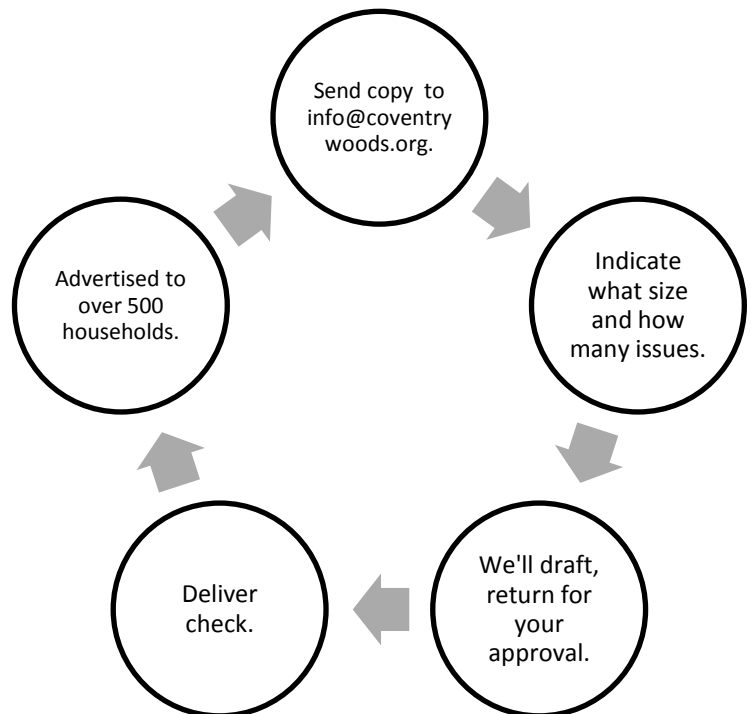 Send copy to
info@coventry
woods.org.
Indicate
what size
and how
many issues.
We'll draft,
return for
your
approval.
Deliver
check.
Advertised to
over 500
households.